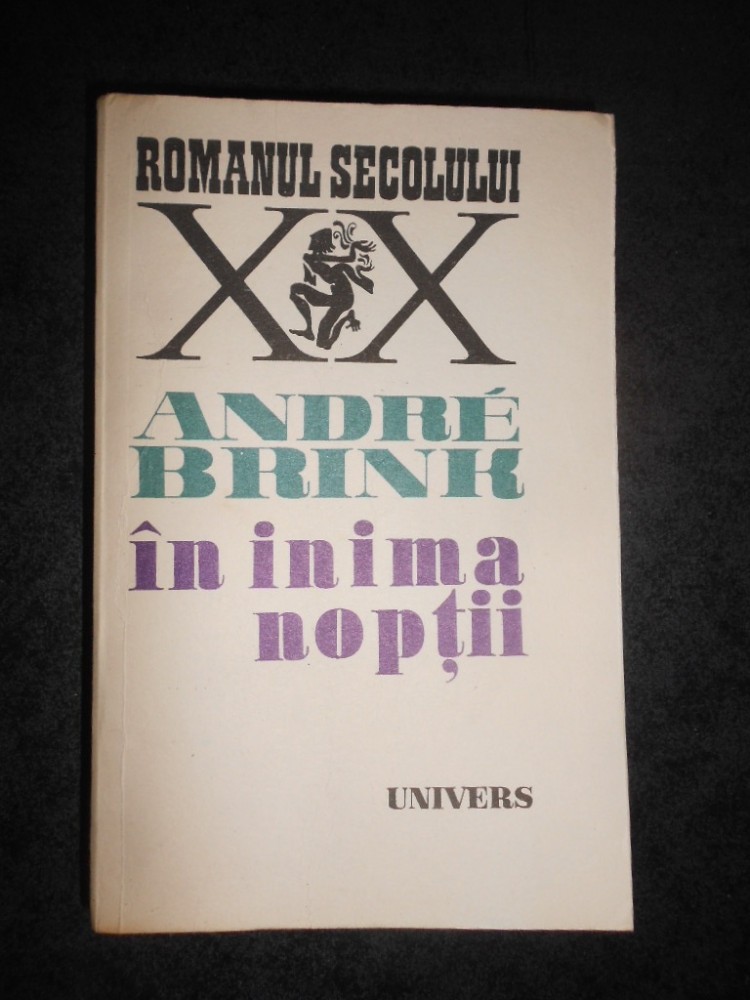 ROMANUL SECOLULUI
XX
ANDRÉ
BRINK
în inima
nopții
UNIVERS